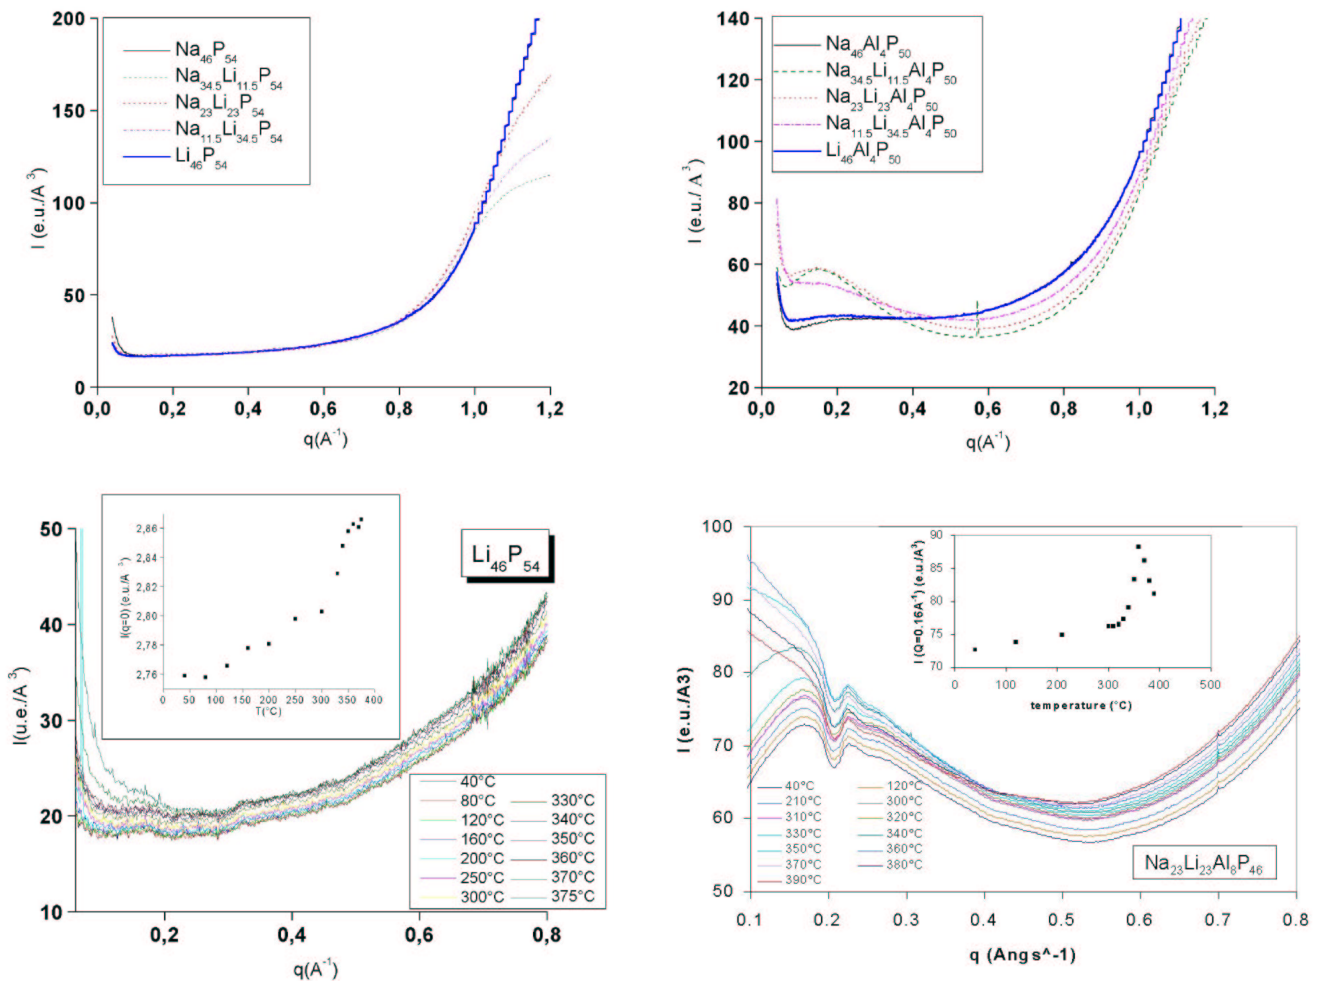 200
150
100
50
0
0,0 0,2 0,4 0,6 0,8 1,0 1,2
I (e.u./A 3)
q(A-1)
Na46P54
Na34.5Li11.5P54
Na23Li23P54
Na11.5Li34.5P54
Li46P54
140
120
100
80
60
40
20
0,0 0,2 0,4 0,6 0,8 1,0 1,2
I (e.u./ A 3)
q(A-1)
Na46Al4P50
Na34.5Li11.5Al4P50
Na23Li23Al4P50
Na11.5Li34.5Al4P50
Li46Al4P50
50
40
30
20
10
0,2 0,4 0,6 0,8
I(u.e./A 3)
q(A-1)
2,86
2,84
2,82
2,80
2,78
2,76
0 50 100 150 200 250 300 350 400
I(q=0) (e.u./A-3)
T(°C)
Li46P54
40°C
80°C 330°C
120°C 340°C
160°C 350°C
200°C 360°C
250°C 370°C
300°C 375°C
100
90
80
70
60
50
0.1 0.2 0.3 0.4 0.5 0.6 0.7 0.8
I (e.u./A3)
q (Angs^-1)
90
85
80
75
70
0 100 200 300 400 500
I (Q=0.16A-1) (e.u./A3)
temperature (°C)
40°C 120°C
210°C 300°C
310°C 320°C
330°C 340°C
350°C 360°C
370°C 380°C
390°C
Na23Li23Al8P46